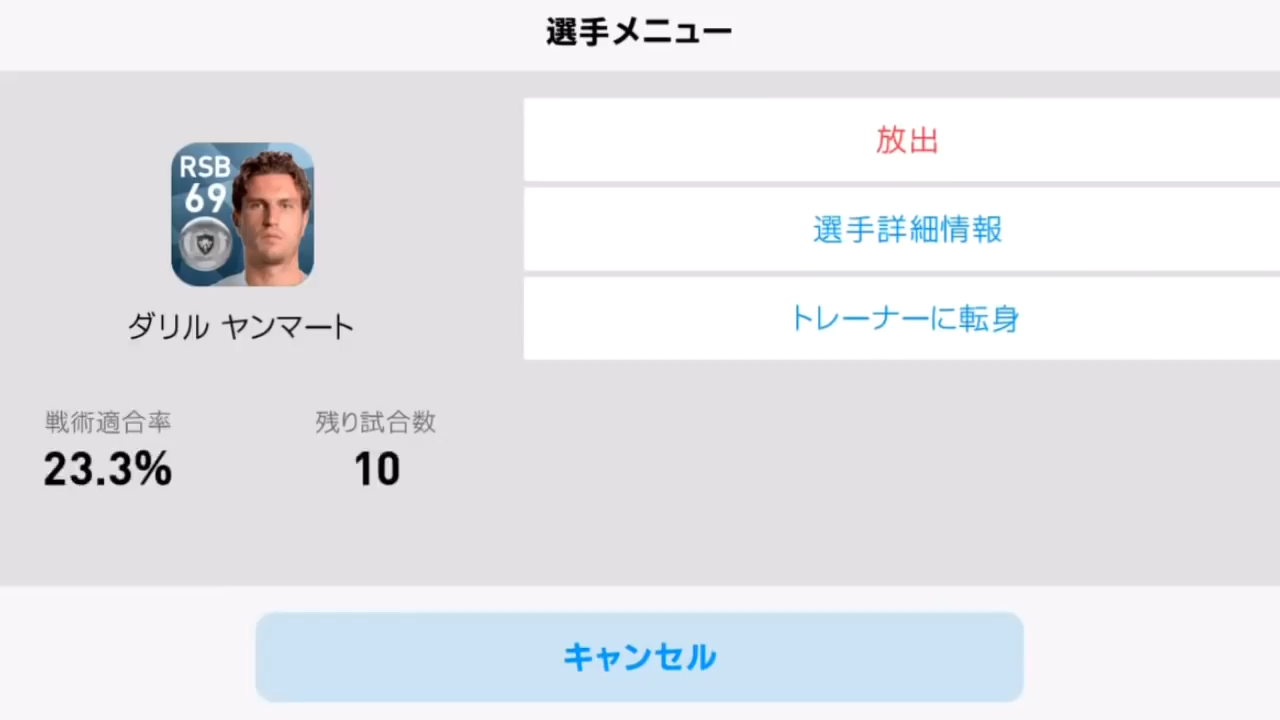 選手メニュー
RSB
69
ダリル ヤンマート
戦術適合率
残り試合数
23.3%
10
放出
選手詳細情報
トレーナーに転身
キャンセル